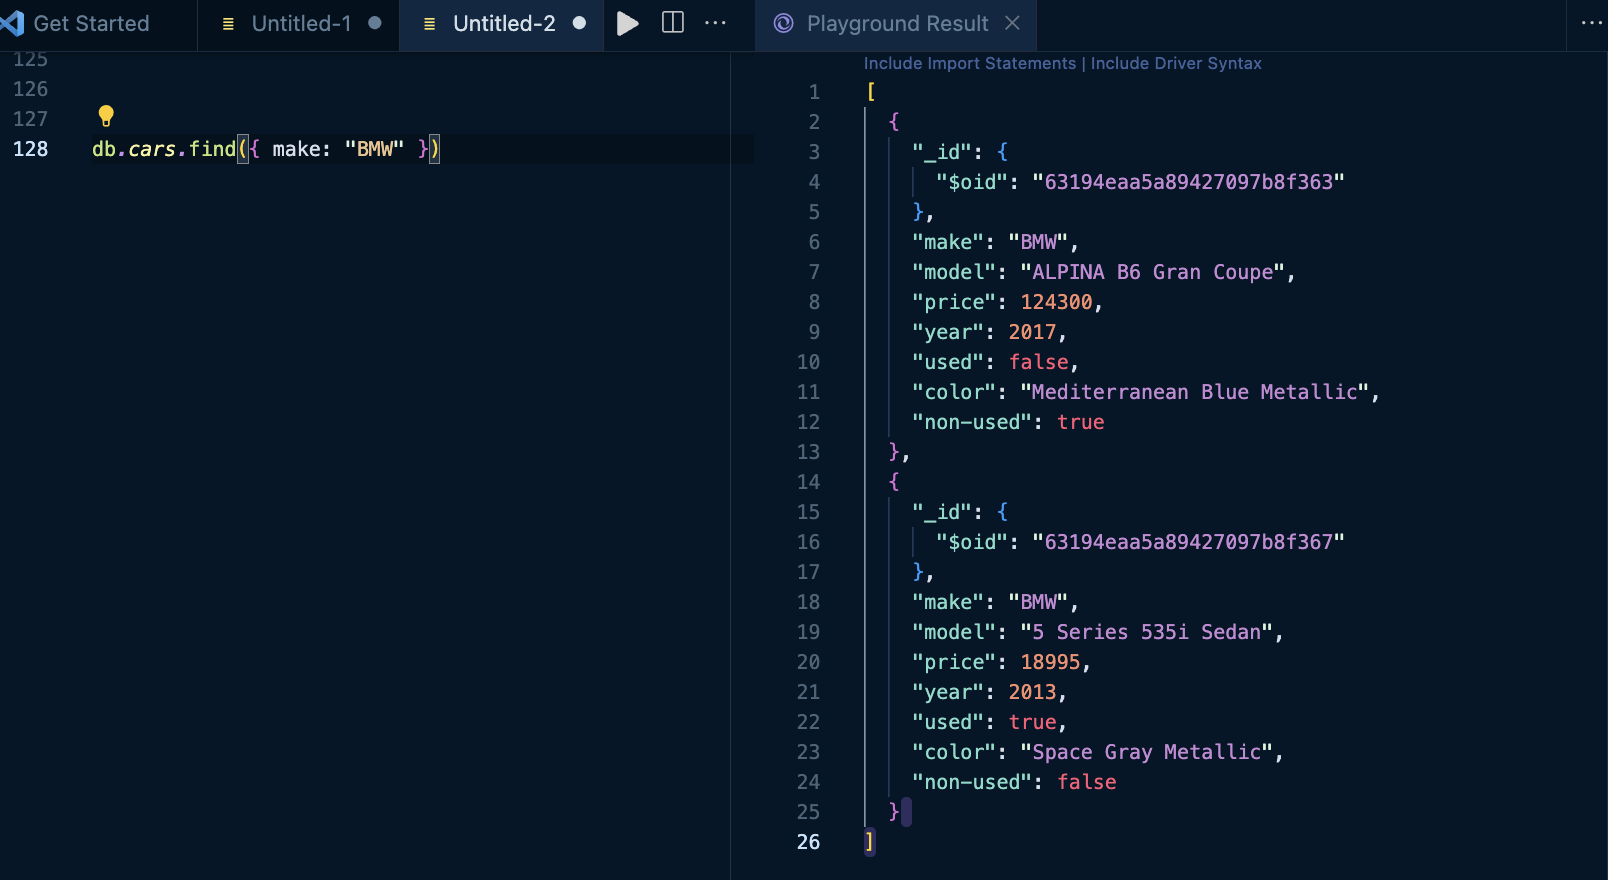 Get Started
Untitled-1
Untitled-2
Playground Result
125
126
127
128 db.cars.find({ make: "BMW" })
Include Import Statements | Include Driver Syntax
1 [
2 {
3 "_id": {
4 "$oid": "63194eaa5a89427097b8f363"
5 },
6 "make": "BMW",
7 "model": "ALPINA B6 Gran Coupe",
8 "price": 124300,
9 "year": 2017,
10 "used": false,
11 "color": "Mediterranean Blue Metallic",
12 "non-used": true
13 },
14 {
15 "_id": {
16 "$oid": "63194eaa5a89427097b8f367"
17 },
18 "make": "BMW",
19 "model": "5 Series 535i Sedan",
20 "price": 18995,
21 "year": 2013,
22 "used": true,
23 "color": "Space Gray Metallic",
24 "non-used": false
25 }
26 ]